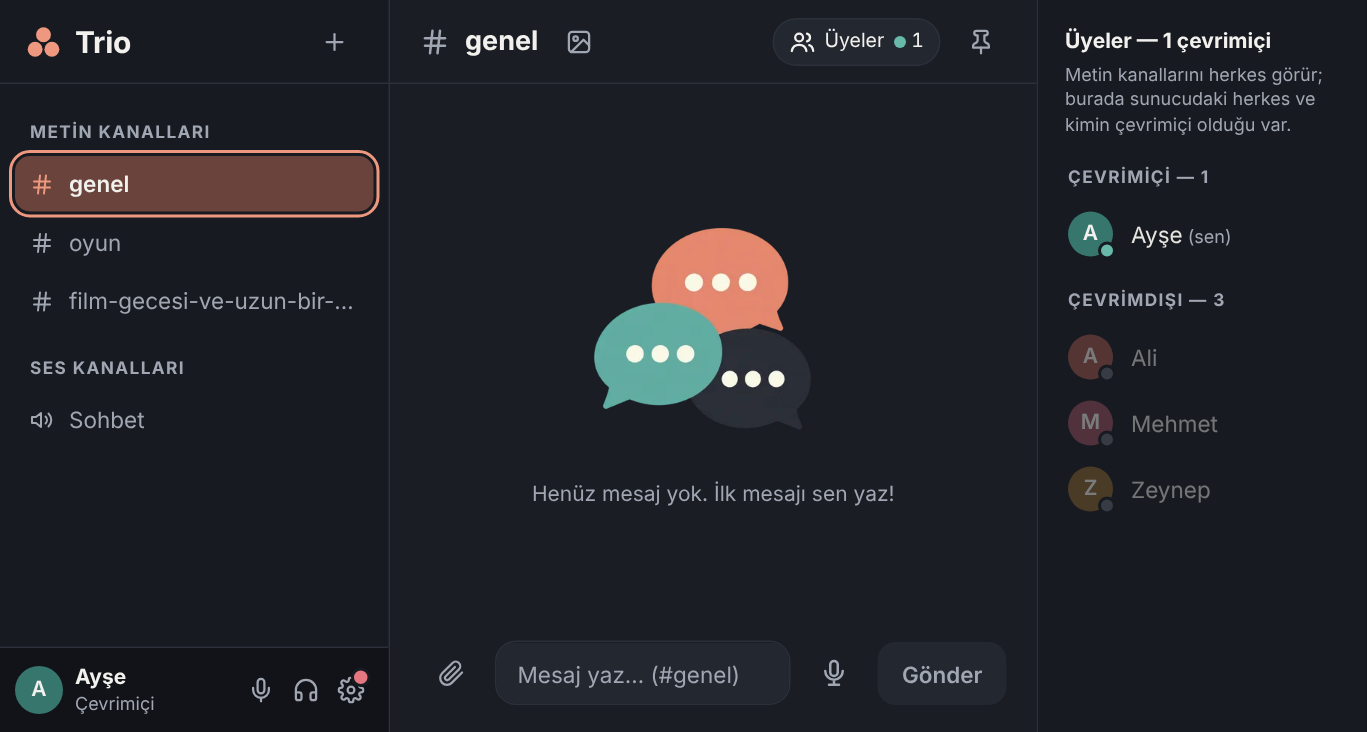 Trio
METİN KANALLARI
# genel
# oyun
# film-gecesi-ve-uzun-bir-...
SES KANALLARI
Sohbet
A
Ayşe
Çevrimiçi
# genel
Üyeler 1
Henüz mesaj yok. İlk mesajı sen yaz!
Mesaj yaz... (#genel)
Gönder
Üyeler — 1 çevrimiçi
Metin kanallarını herkes görür;
burada sunucudaki herkes ve
kimin çevrimiçi olduğu var.
ÇEVRİMİÇİ — 1
A Ayşe (sen)
ÇEVRİMDIŞI — 3
A Ali
M Mehmet
Z Zeynep